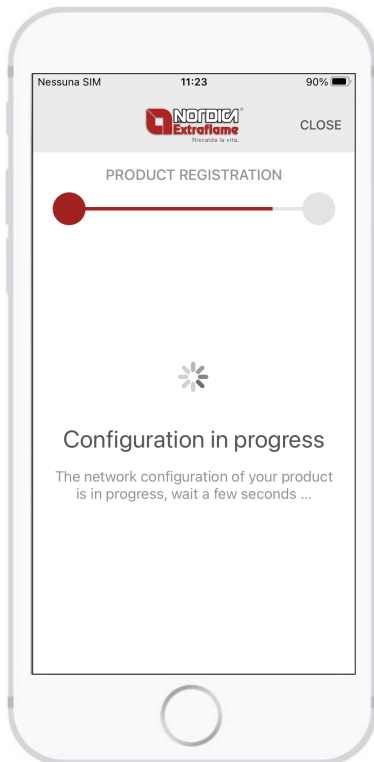 Nessuna SIM 11:23 90%
NORDICA
Extraflame
Riscalda la vita.
CLOSE
PRODUCT REGISTRATION
Configuration in progress
The network configuration of your product
is in progress, wait a few seconds ...